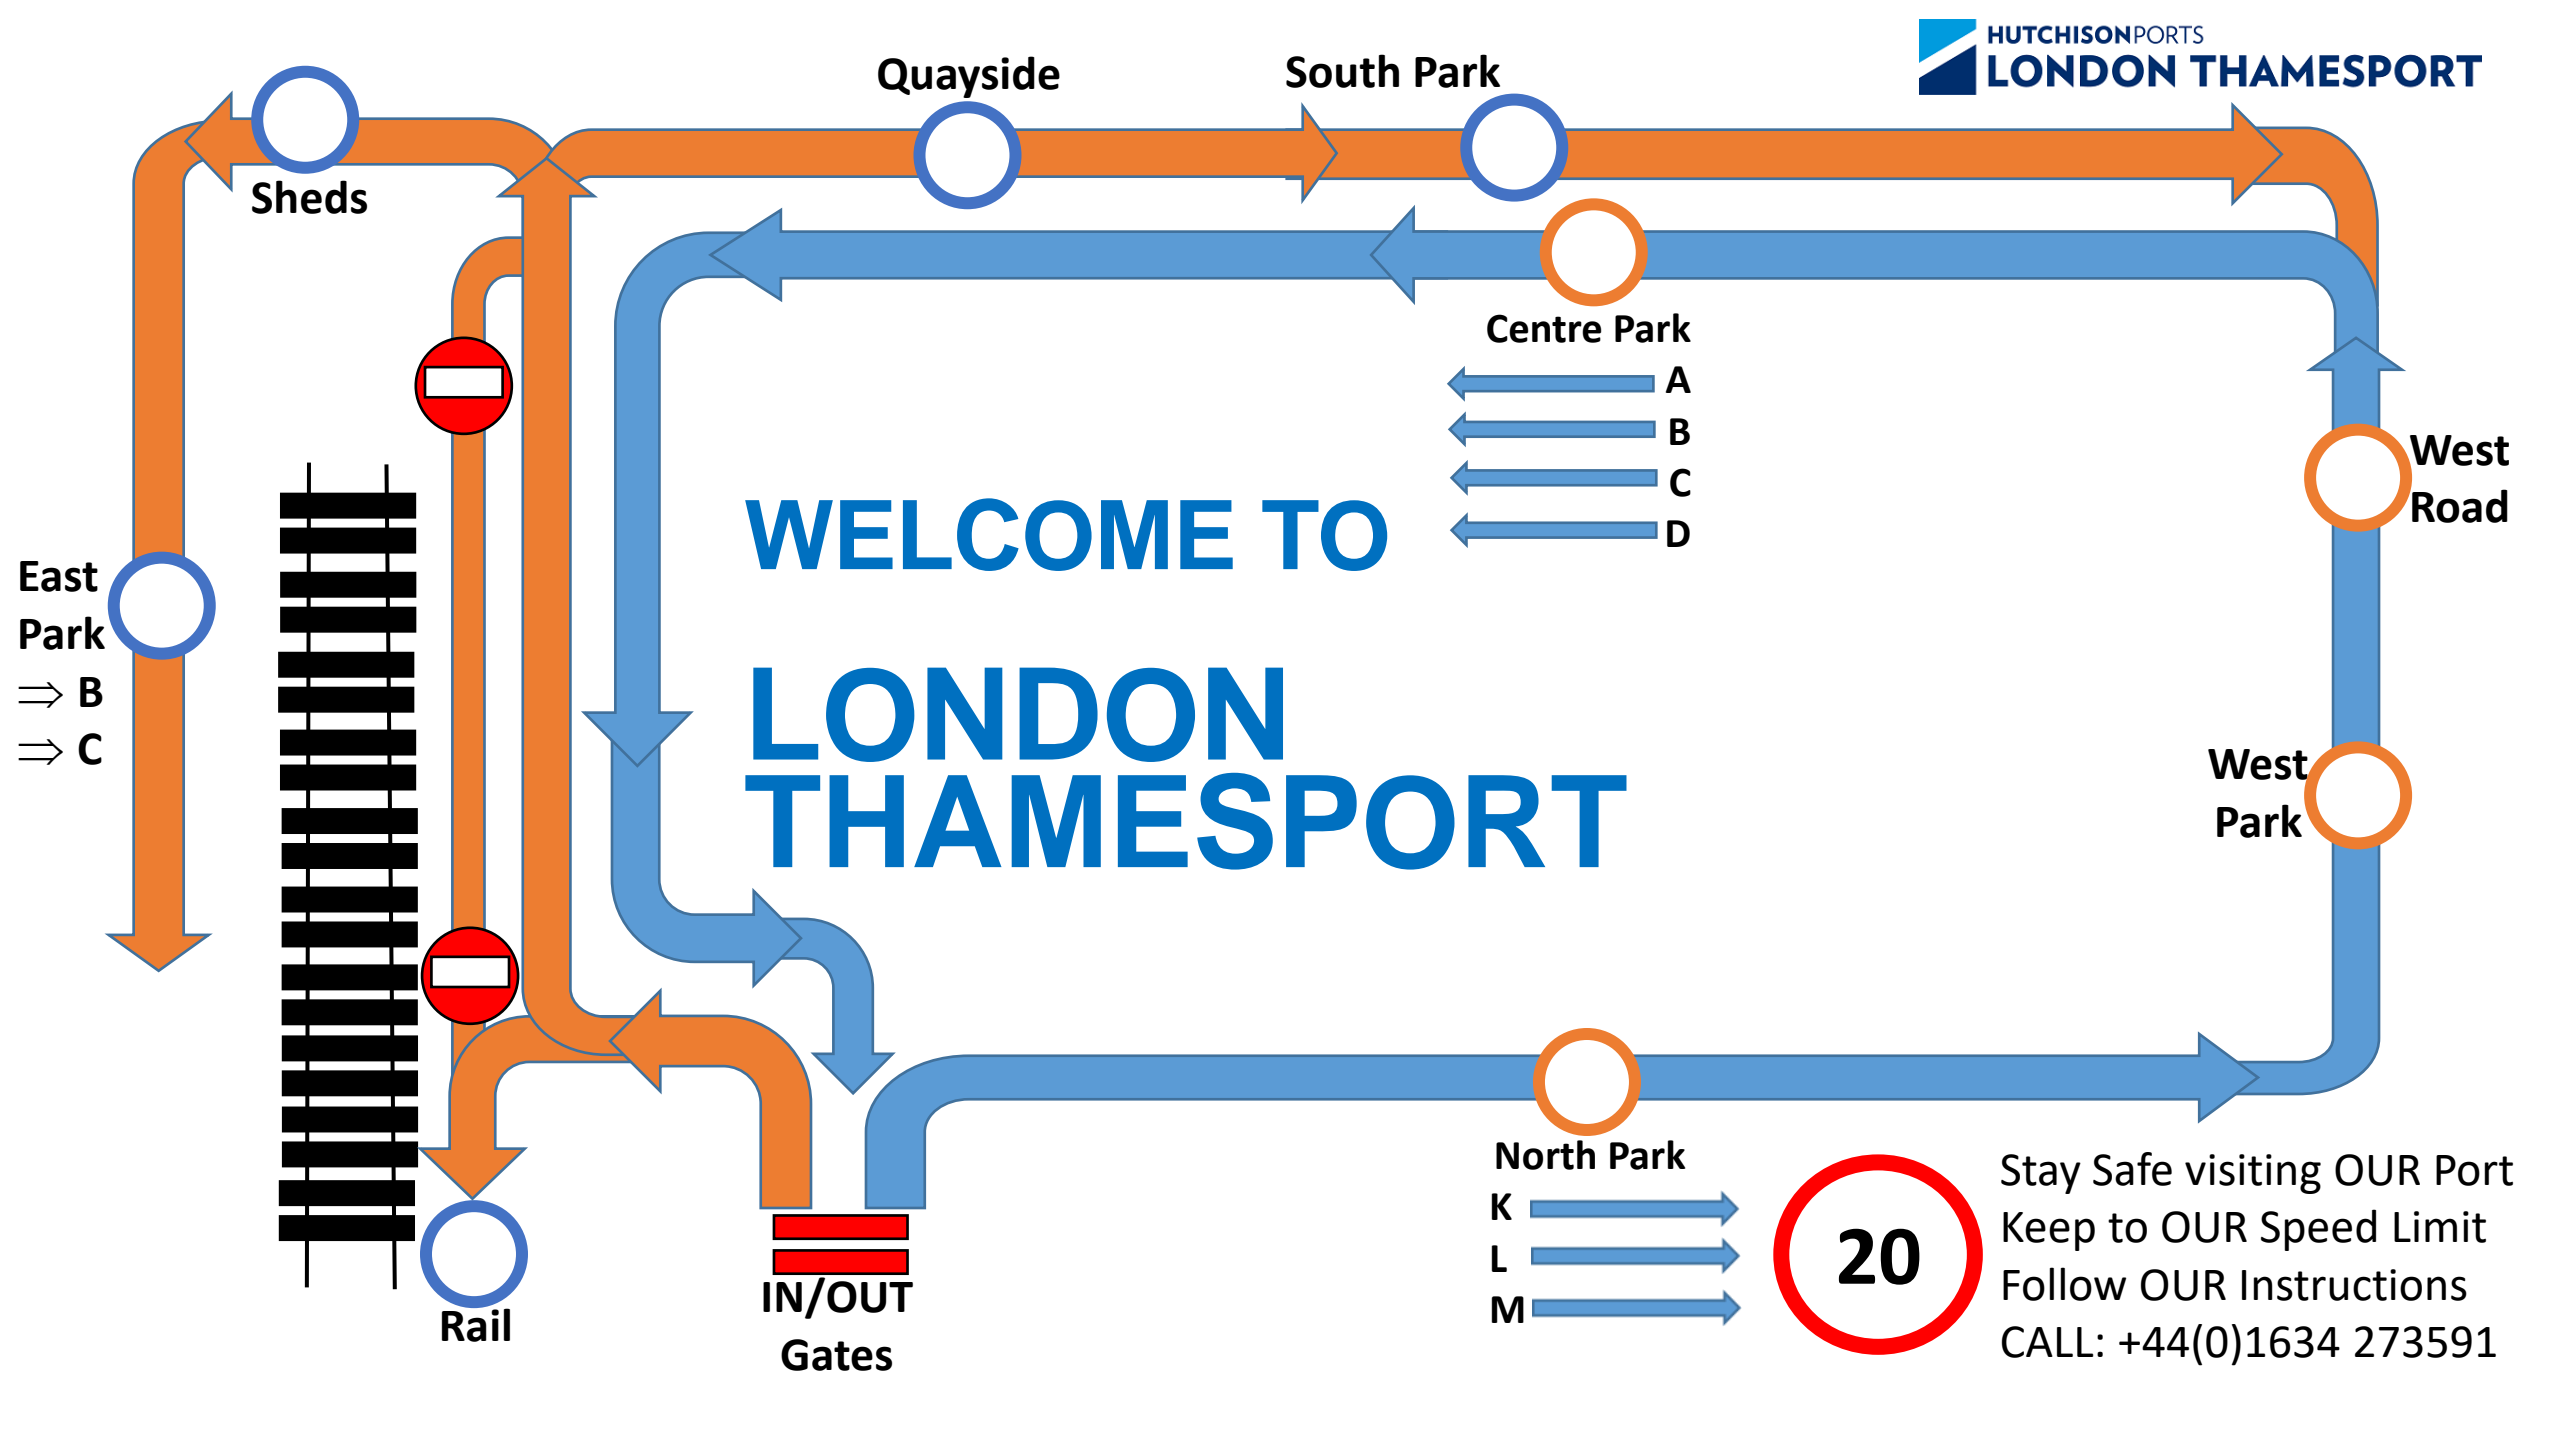 HUTCHISONPORTS
LONDON THAMESPORT
Quayside
South Park
Sheds
Centre Park
A
B
C
D
West
Road
WELCOME TO
LONDON
THAMESPORT
East
Park
⇒ B
⇒ C
West
Park
North Park
K
L
M
20
Stay Safe visiting OUR Port
Keep to OUR Speed Limit
Follow OUR Instructions
CALL: +44(0)1634 273591
Rail
IN/OUT
Gates